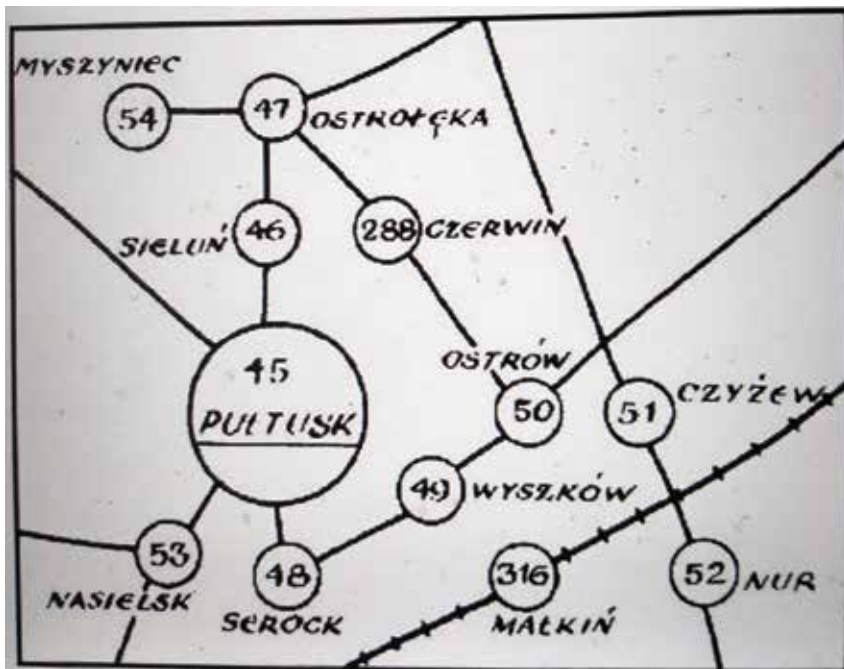 MYSZYNIEC
54
47
OSTROŁĘKA
SIELUŃ
46
288
CZERWIN
45
PUŁTUSK
OSTRÓW
50
51
CZYŻEW
49
WYSZKÓW
53
NASIELSK
48
SEROCK
316
MAŁKIŃ
52
NUR